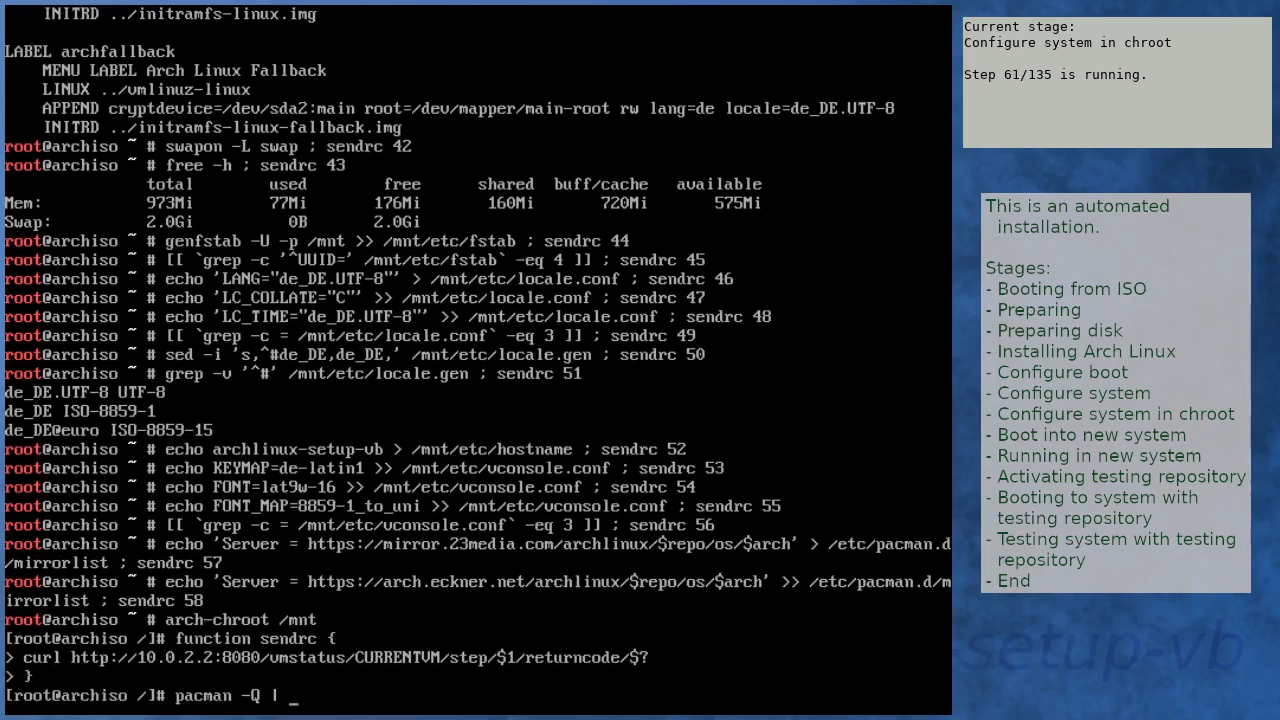 INITRD ../initramfs-linux.img
LABEL archfallback
MENU LABEL Arch Linux Fallback
LINUX ../vmlinuz-linux
APPEND cryptdevice=/dev/sda2:main root=/dev/mapper/main-root rw lang=de locale=de_DE.UTF-8
INITRD ../initramfs-linux-fallback.img
root@archiso ~ # swapon -L swap ; sendrc 42
root@archiso ~ # free -h ; sendrc 43
total used free shared buff/cache available
Mem: 973Mi 77Mi 176Mi 160Mi 720Mi 575Mi
Swap: 2.0Gi 0B 2.0Gi
root@archiso ~ # genfstab -U -p /mnt >> /mnt/etc/fstab ; sendrc 44
root@archiso ~ # [[ `grep -c '^UUID=' /mnt/etc/fstab` -eq 4 ]] ; sendrc 45
root@archiso ~ # echo 'LANG="de_DE.UTF-8"' > /mnt/etc/locale.conf ; sendrc 46
root@archiso ~ # echo 'LC_COLLATE="C"' >> /mnt/etc/locale.conf ; sendrc 47
root@archiso ~ # echo 'LC_TIME="de_DE.UTF-8"' >> /mnt/etc/locale.conf ; sendrc 48
root@archiso ~ # [[ `grep -c = /mnt/etc/locale.conf` -eq 3 ]] ; sendrc 49
root@archiso ~ # sed -i 's,^#de_DE,de_DE,' /mnt/etc/locale.gen ; sendrc 50
root@archiso ~ # grep -v '^#' /mnt/etc/locale.gen ; sendrc 51
de_DE.UTF-8 UTF-8
de_DE ISO-8859-1
de_DE@euro ISO-8859-15
root@archiso ~ # echo archlinux-setup-vb > /mnt/etc/hostname ; sendrc 52
root@archiso ~ # echo KEYMAP=de-latin1 >> /mnt/etc/vconsole.conf ; sendrc 53
root@archiso ~ # echo FONT=lat9w-16 >> /mnt/etc/vconsole.conf ; sendrc 54
root@archiso ~ # echo FONT_MAP=8859-1_to_uni >> /mnt/etc/vconsole.conf ; sendrc 55
root@archiso ~ # [[ `grep -c = /mnt/etc/vconsole.conf` -eq 3 ]] ; sendrc 56
root@archiso ~ # echo 'Server = https://mirror.23media.com/archlinux/$repo/os/$arch' > /etc/pacman.d
/mirrorlist ; sendrc 57
root@archiso ~ # echo 'Server = https://arch.eckner.net/archlinux/$repo/os/$arch' >> /etc/pacman.d/m
irrorlist ; sendrc 58
root@archiso ~ # arch-chroot /mnt
[root@archiso /]# function sendrc {
> curl http://10.0.2.2:8080/vmstatus/CURRENTVM/step/$1/returncode/$?
> }
[root@archiso /]# pacman -Q | _
Current stage:
Configure system in chroot
Step 61/135 is running.
This is an automated
installation.
Stages:
- Booting from ISO
- Preparing
- Preparing disk
- Installing Arch Linux
- Configure boot
- Configure system
- Configure system in chroot
- Boot into new system
- Running in new system
- Activating testing repository
- Booting to system with
testing repository
- Testing system with testing
repository
- End
-setup-vb